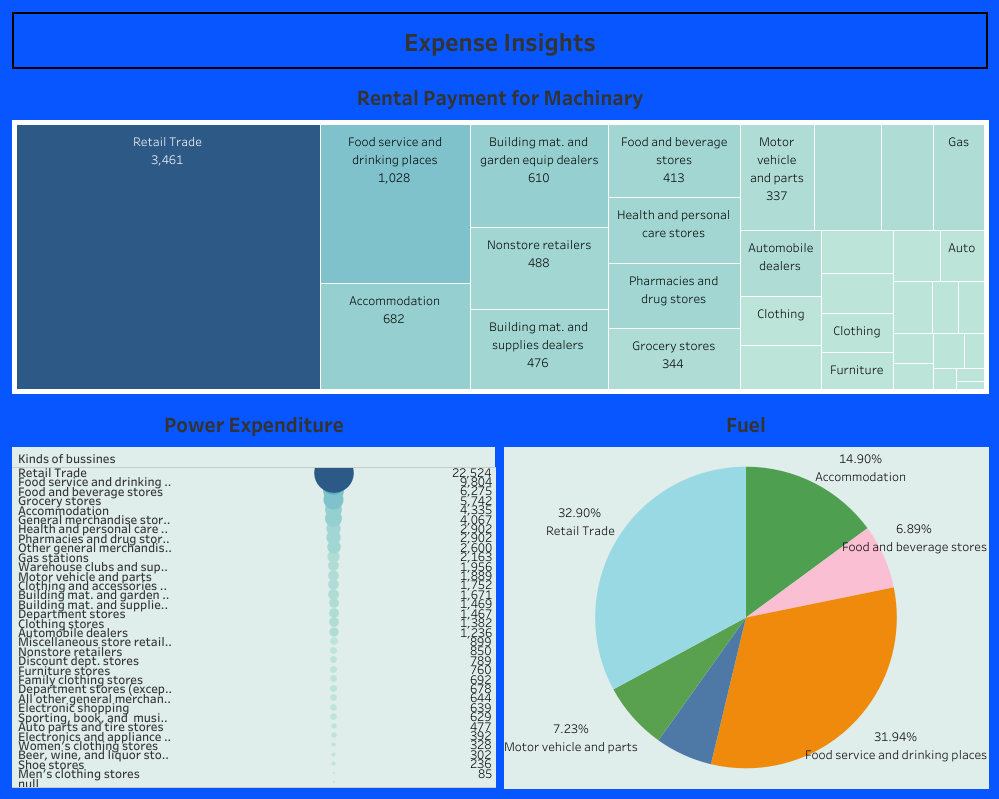 Expense Insights
Rental Payment for Machinary
Retail Trade
3,461
Food service and
drinking places
1,028
Accommodation
682
Building mat. and
garden equip dealers
610
Nonstore retailers
488
Building mat. and
supplies dealers
476
Food and beverage
stores
413
Health and personal
care stores
Pharmacies and
drug stores
Grocery stores
344
Motor
vehicle
and parts
337
Gas
Automobile
dealers
Clothing
Clothing
Furniture
Auto
Power Expenditure
Kinds of bussines
Retail Trade 22,524
Food service and drinking .. 9,804
Food and beverage stores 6,275
Grocery stores 5,742
Accommodation 4,335
General merchandise stor.. 4,067
Health and personal care .. 2,902
Pharmacies and drug stor.. 2,902
Other general merchandis.. 2,600
Gas stations 2,163
Warehouse clubs and sup.. 1,956
Motor vehicle and parts 1,889
Clothing and accessories .. 1,752
Building mat. and garden .. 1,671
Building mat. and supplie.. 1,469
Department stores 1,467
Clothing stores 1,382
Automobile dealers 1,236
Miscellaneous store retail.. 899
Nonstore retailers 850
Discount dept. stores 789
Furniture stores 760
Family clothing stores 692
Department stores (excep.. 678
All other general merchan.. 644
Electronic shopping 639
Sporting, book, and musi.. 629
Auto parts and tire stores 477
Electronics and appliance .. 392
Women's clothing stores 328
Beer, wine, and liquor sto.. 302
Shoe stores 236
Men's clothing stores 85
null
Fuel
14.90%
Accommodation
6.89%
Food and beverage stores
31.94%
Food service and drinking places
7.23%
Motor vehicle and parts
32.90%
Retail Trade